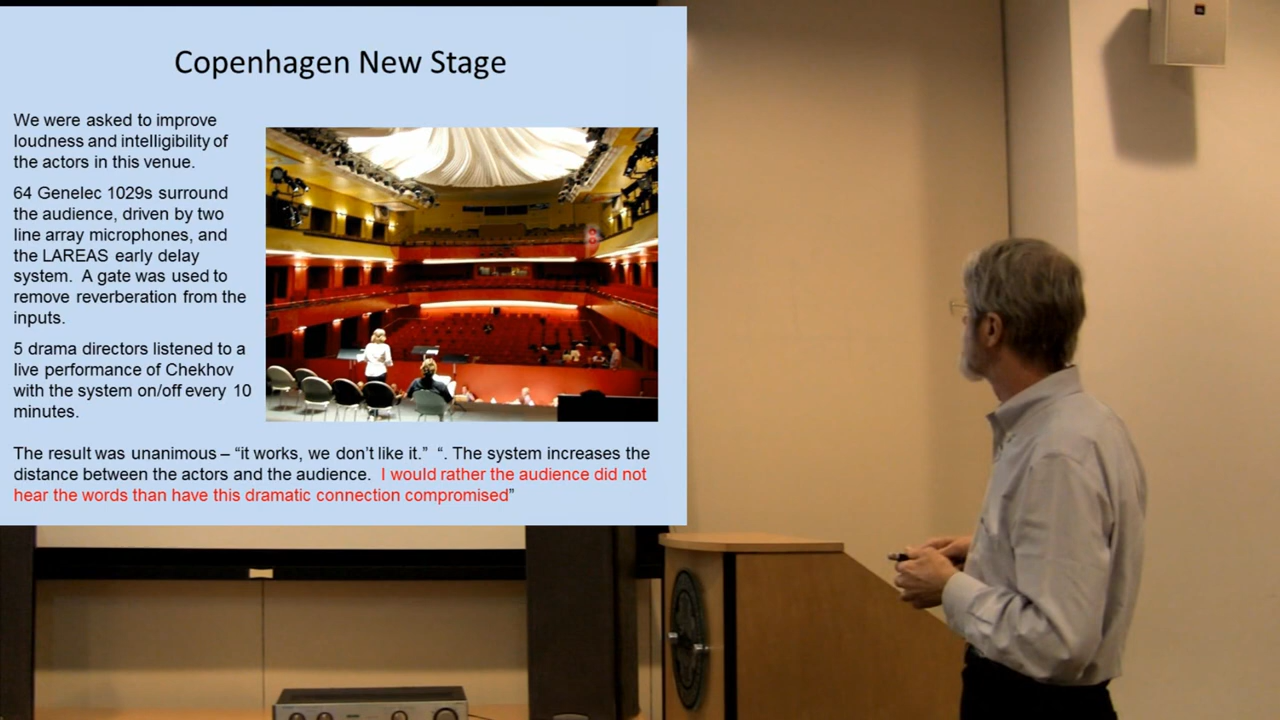 Copenhagen New Stage
We were asked to improve
loudness and intelligibility of
the actors in this venue.
64 Genelec 1029s surround
the audience, driven by two
line array microphones, and
the LAREAS early delay
system.  A gate was used to
remove reverberation from the
inputs.
5 drama directors listened to a
live performance of Chekhov
with the system on/off every 10
minutes.
The result was unanimous – “it works, we don’t like it.”  “. The system increases the
distance between the actors and the audience.  I would rather the audience did not
hear the words than have this dramatic connection compromised”